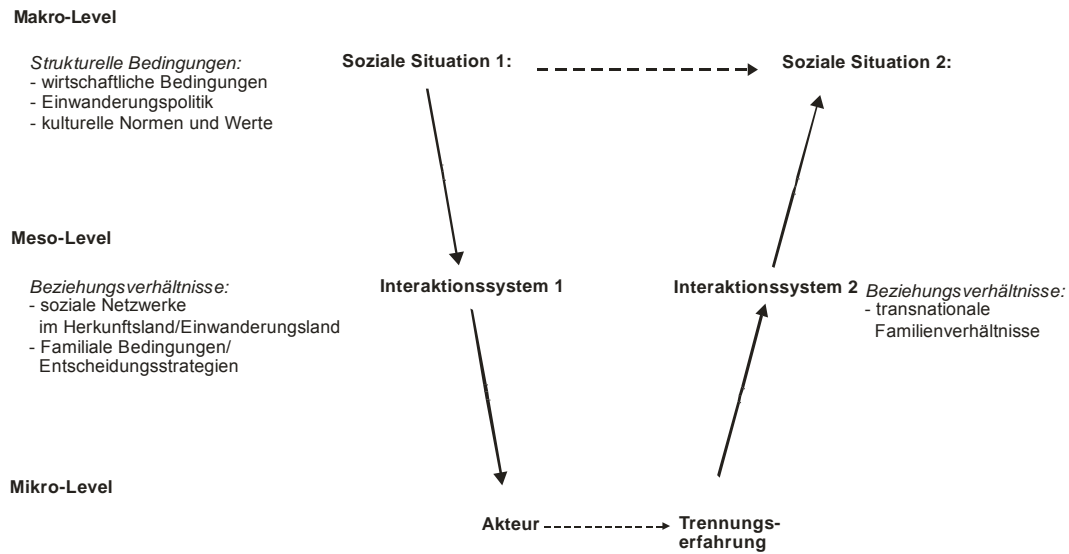 Makro-Level
Strukturelle Bedingungen:
- wirtschaftliche Bedingungen
- Einwanderungspolitik
- kulturelle Normen und Werte
Soziale Situation 1:
Soziale Situation 2:
Meso-Level
Beziehungsverhältnisse:
- soziale Netzwerke
im Herkunftsland/Einwanderungsland
- Familiale Bedingungen/
Entscheidungsstrategien
Interaktionssystem 1
Interaktionssystem 2
Beziehungsverhältnisse:
- transnationale
Familienverhältnisse
Mikro-Level
Akteur
Trennungs-
erfahrung